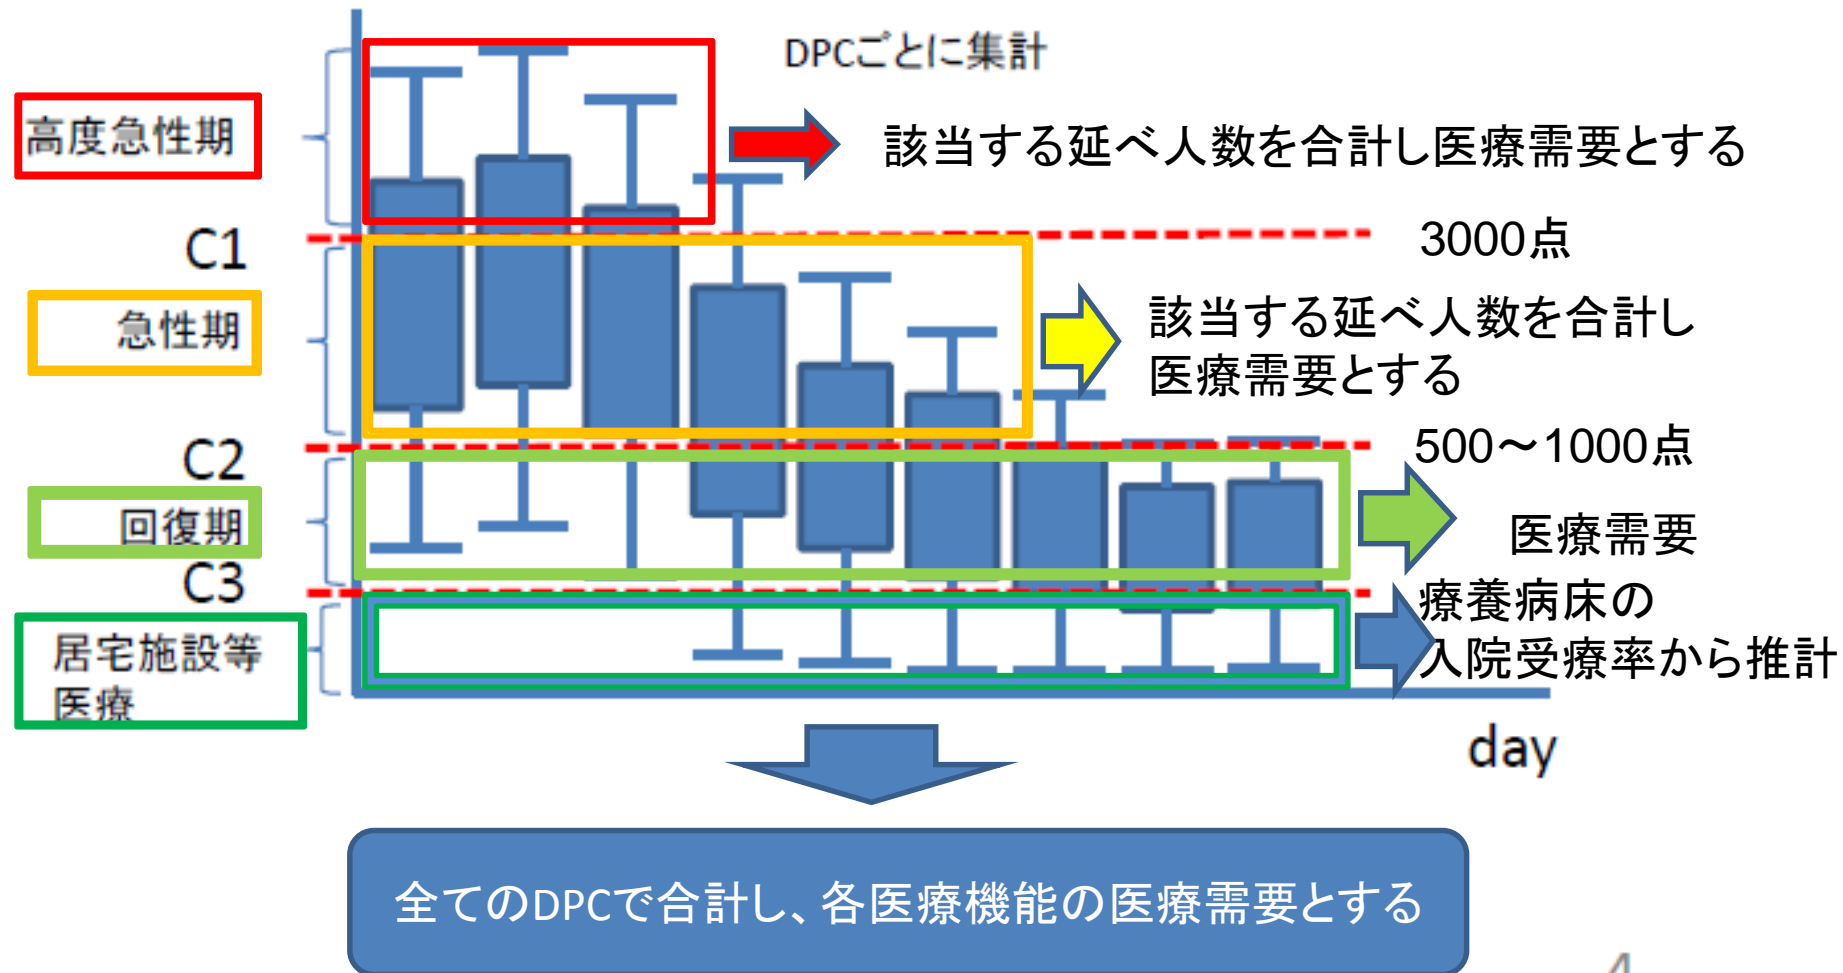 DPCごとに集計
高度急性期
該当する延べ人数を合計し医療需要とする
C1
3000点
急性期
該当する延べ人数を合計し
医療需要とする
C2
500～1000点
回復期
医療需要
C3
療養病床の
入院受療率から推計
居宅施設等
医療
day
全てのDPCで合計し、各医療機能の医療需要とする
4